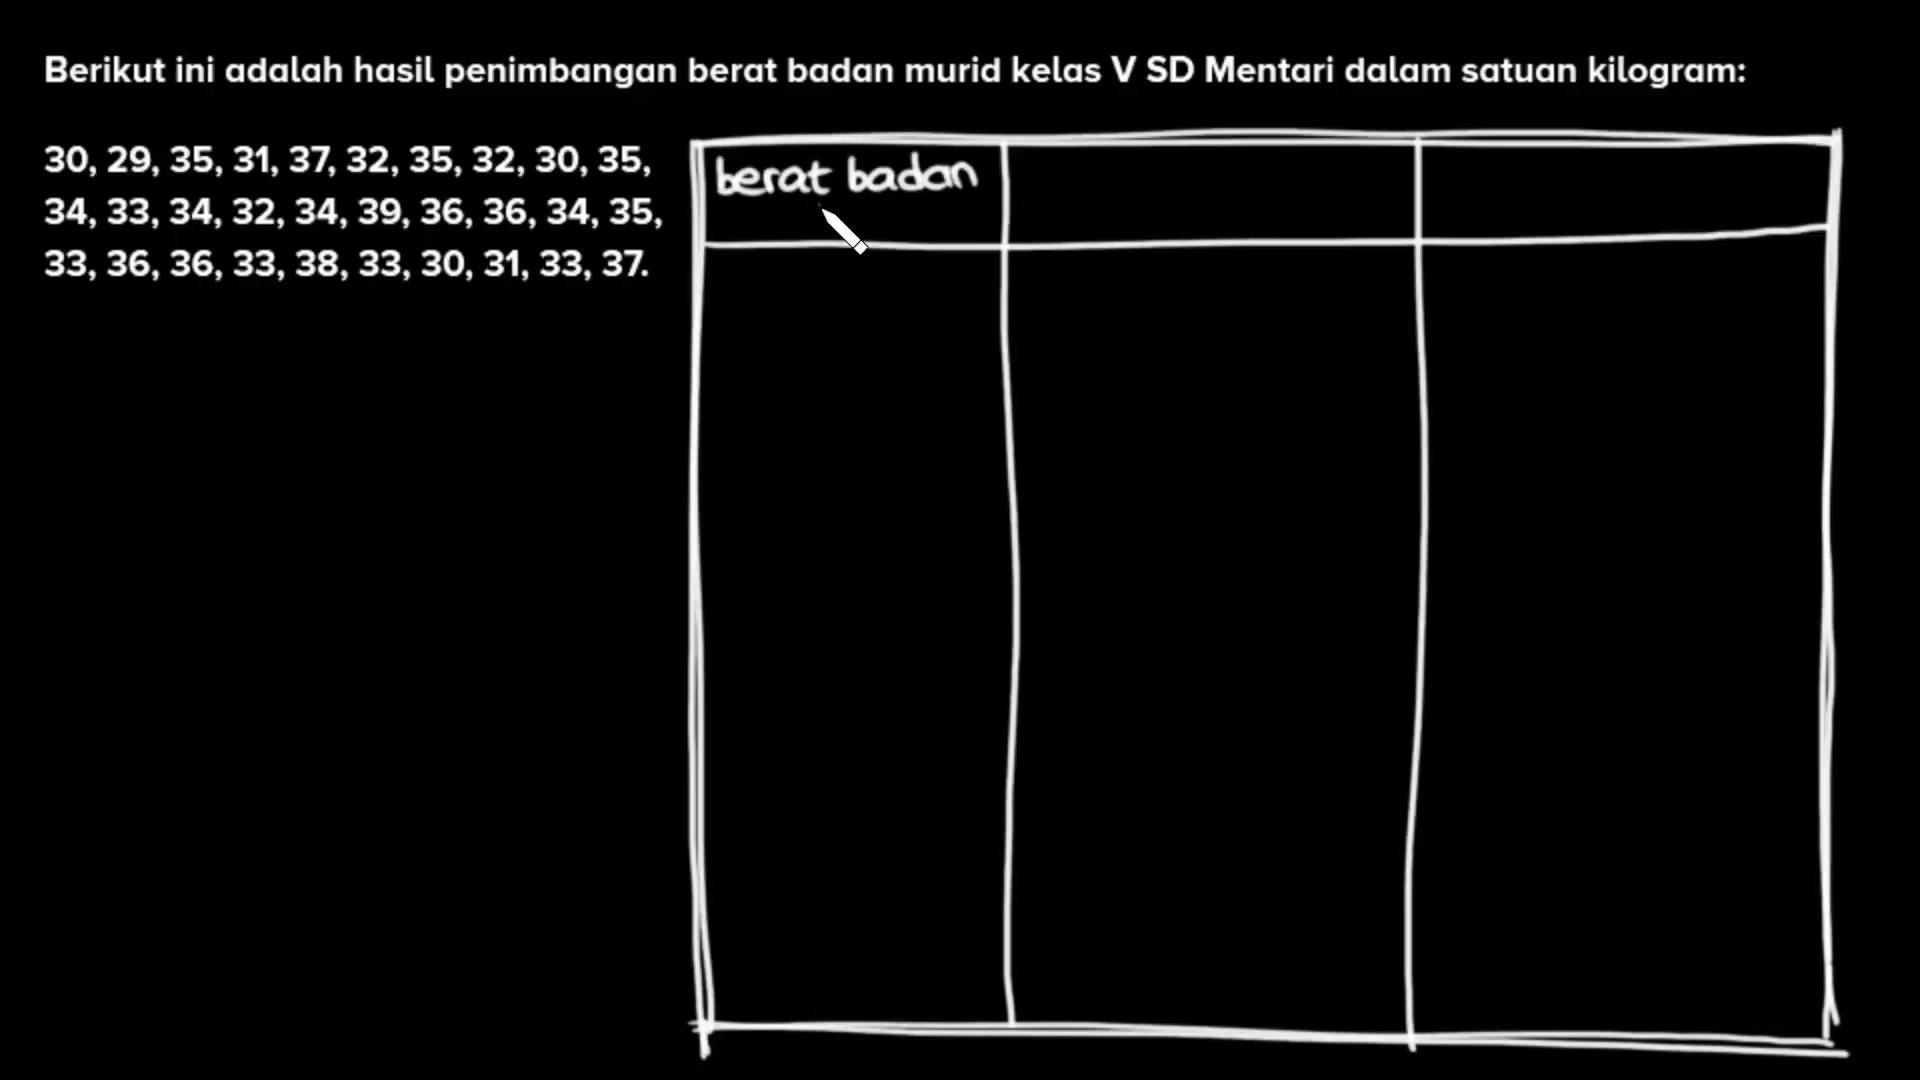 Berikut ini adalah hasil penimbangan berat badan murid kelas V SD Mentari dalam satuan kilogram:
30, 29, 35, 31, 37, 32, 35, 32, 30, 35,
34, 33, 34, 32, 34, 39, 36, 36, 34, 35,
33, 36, 36, 33, 38, 33, 30, 31, 33, 37.
berat badan